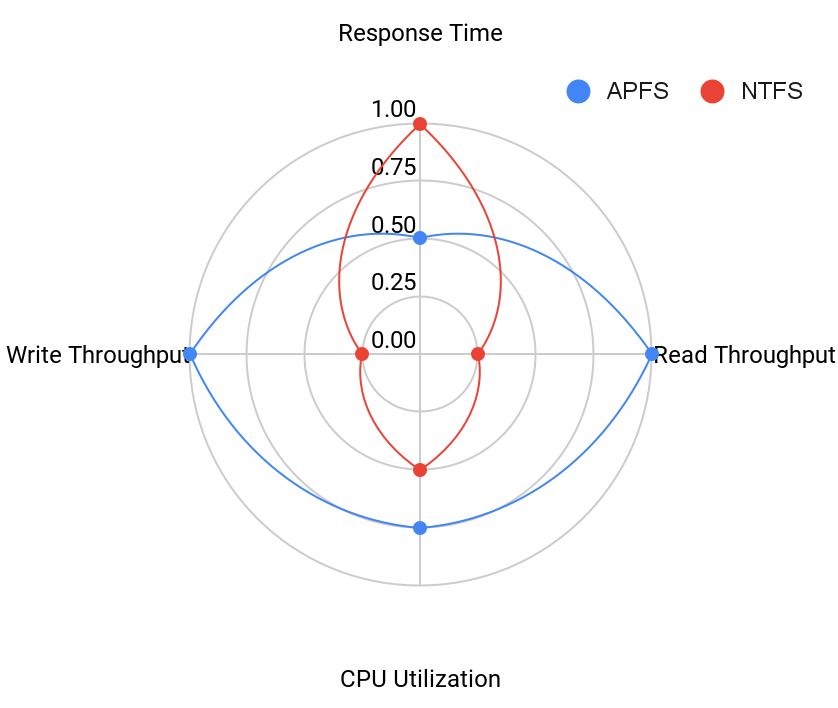 Response Time
APFS
NTFS
1.00
0.75
0.50
0.25
0.00
Write Throughput
Read Throughput
CPU Utilization